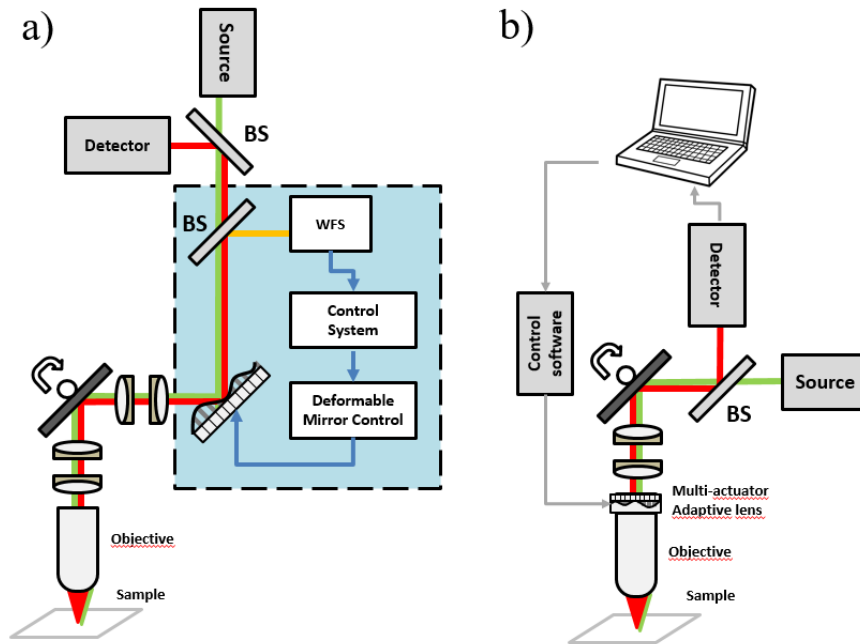 a)
Source
BS
Detector
BS
WFS
Control
System
Deformable
Mirror Control
Objective
Sample
b)
Detector
Control
software
Source
BS
Multi-actuator
Adaptive lens
Objective
Sample